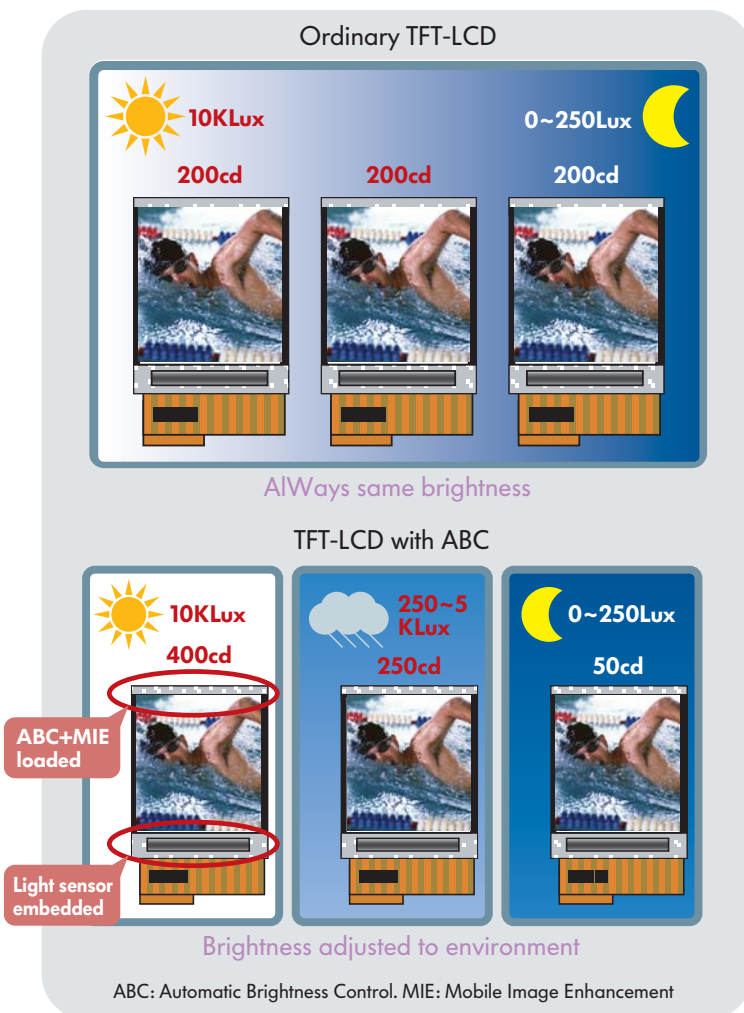 Ordinary TFT-LCD
10KLux
0~250Lux
200cd
200cd
200cd
AlWays same brightness
TFT-LCD with ABC
10KLux
400cd
250~5
KLux
250cd
0~250Lux
50cd
ABC+MIE
loaded
Light sensor
embedded
Brightness adjusted to environment
ABC: Automatic Brightness Control. MIE: Mobile Image Enhancement